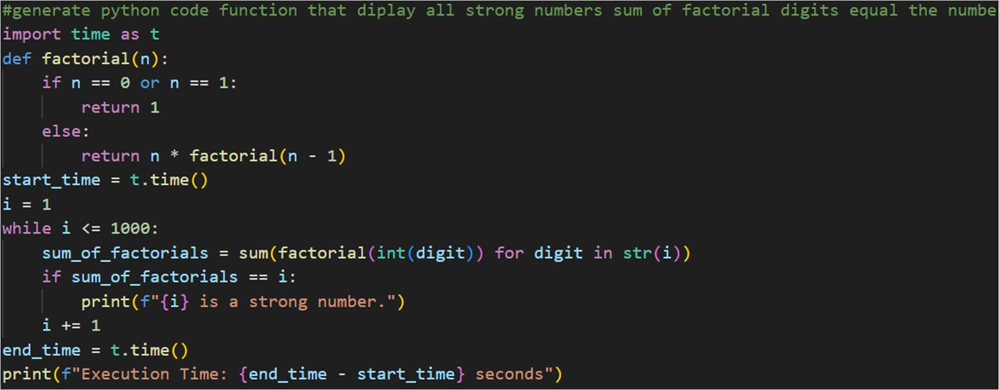 #generate python code function that diplay all strong numbers sum of factorial digits equal the numbe
import time as t
def factorial(n):
    if n == 0 or n == 1:
        return 1
    else:
        return n * factorial(n - 1)
start_time = t.time()
i = 1
while i <= 1000:
    sum_of_factorials = sum(factorial(int(digit)) for digit in str(i))
    if sum_of_factorials == i:
        print(f"{i} is a strong number.")
    i += 1
end_time = t.time()
print(f"Execution Time: {end_time - start_time} seconds")